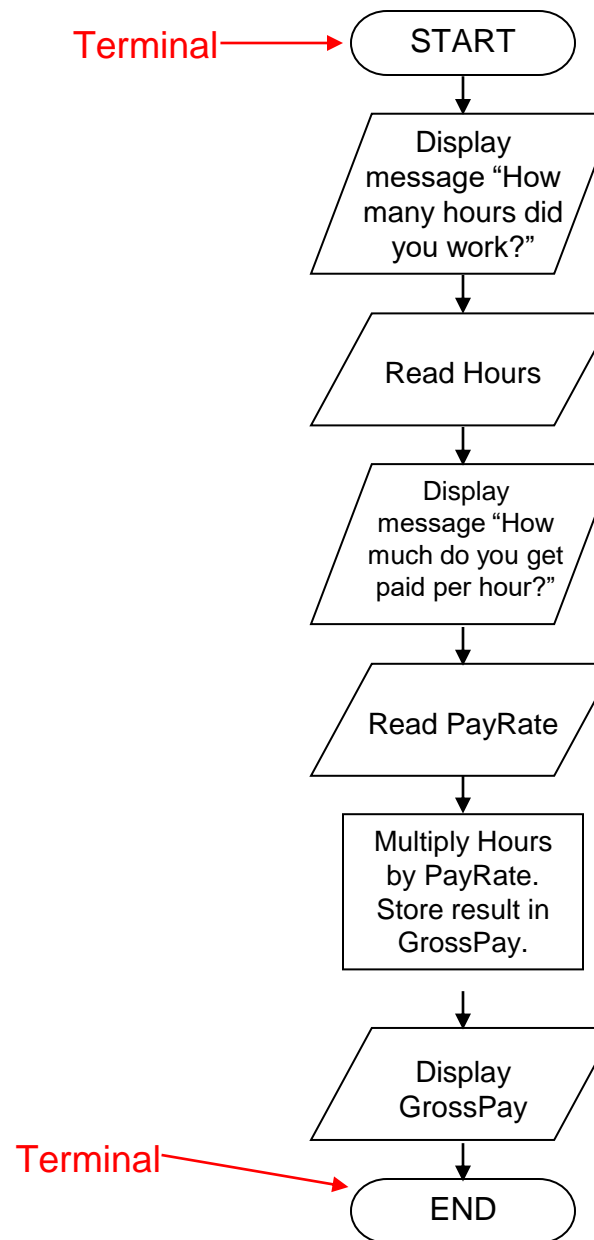 Terminal
START
Display
message “How
many hours did
you work?”
Read Hours
Display
message “How
much do you get
paid per hour?”
Read PayRate
Multiply Hours
by PayRate.
Store result in
GrossPay.
Display
GrossPay
Terminal
END